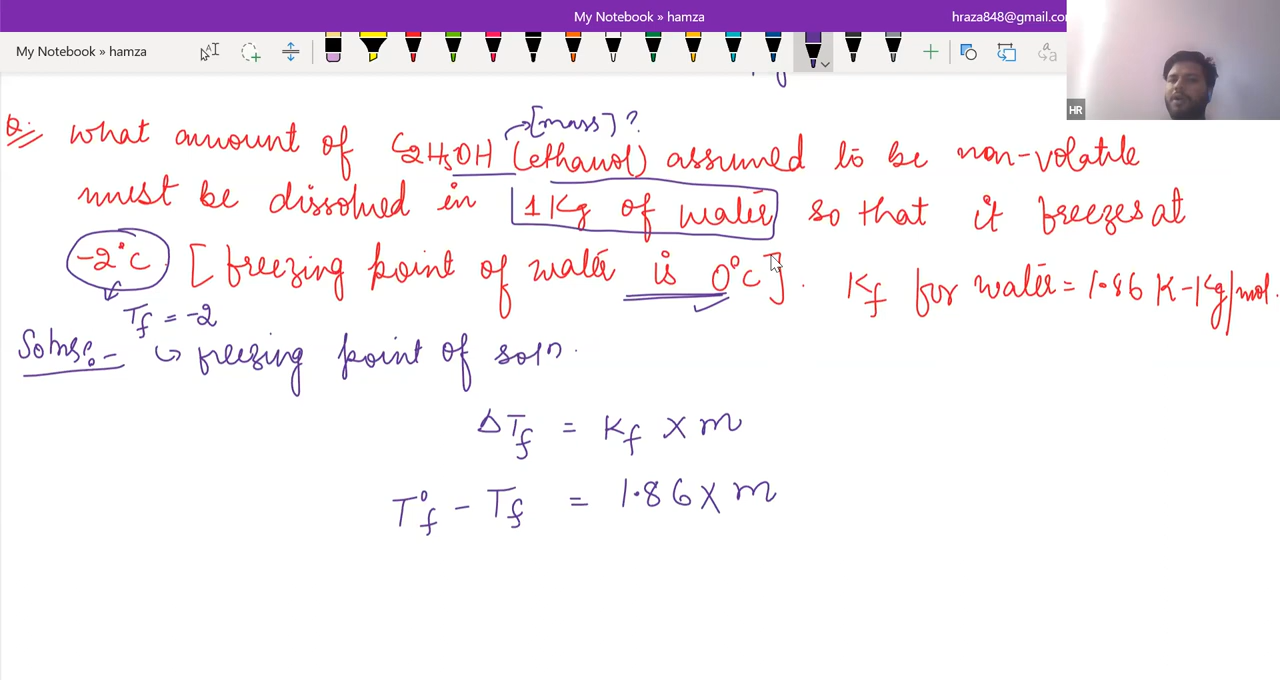 My Notebook » hamza
hraza848@gmail.co
My Notebook » hamza
HR
→ [mass] ?
Q:- What amount of C2H5OH (ethanol) assumed to be non-volatile
must be dissolved in 1 Kg of water so that it freezes at
-2°C [freezing point of water is 0°C]. Kf for water = 1.86 K-Kg/mol.
Tf = -2
Solns:- ↪ freezing point of soln.
ΔTf = Kf × m
T°f - Tf = 1.86 × m